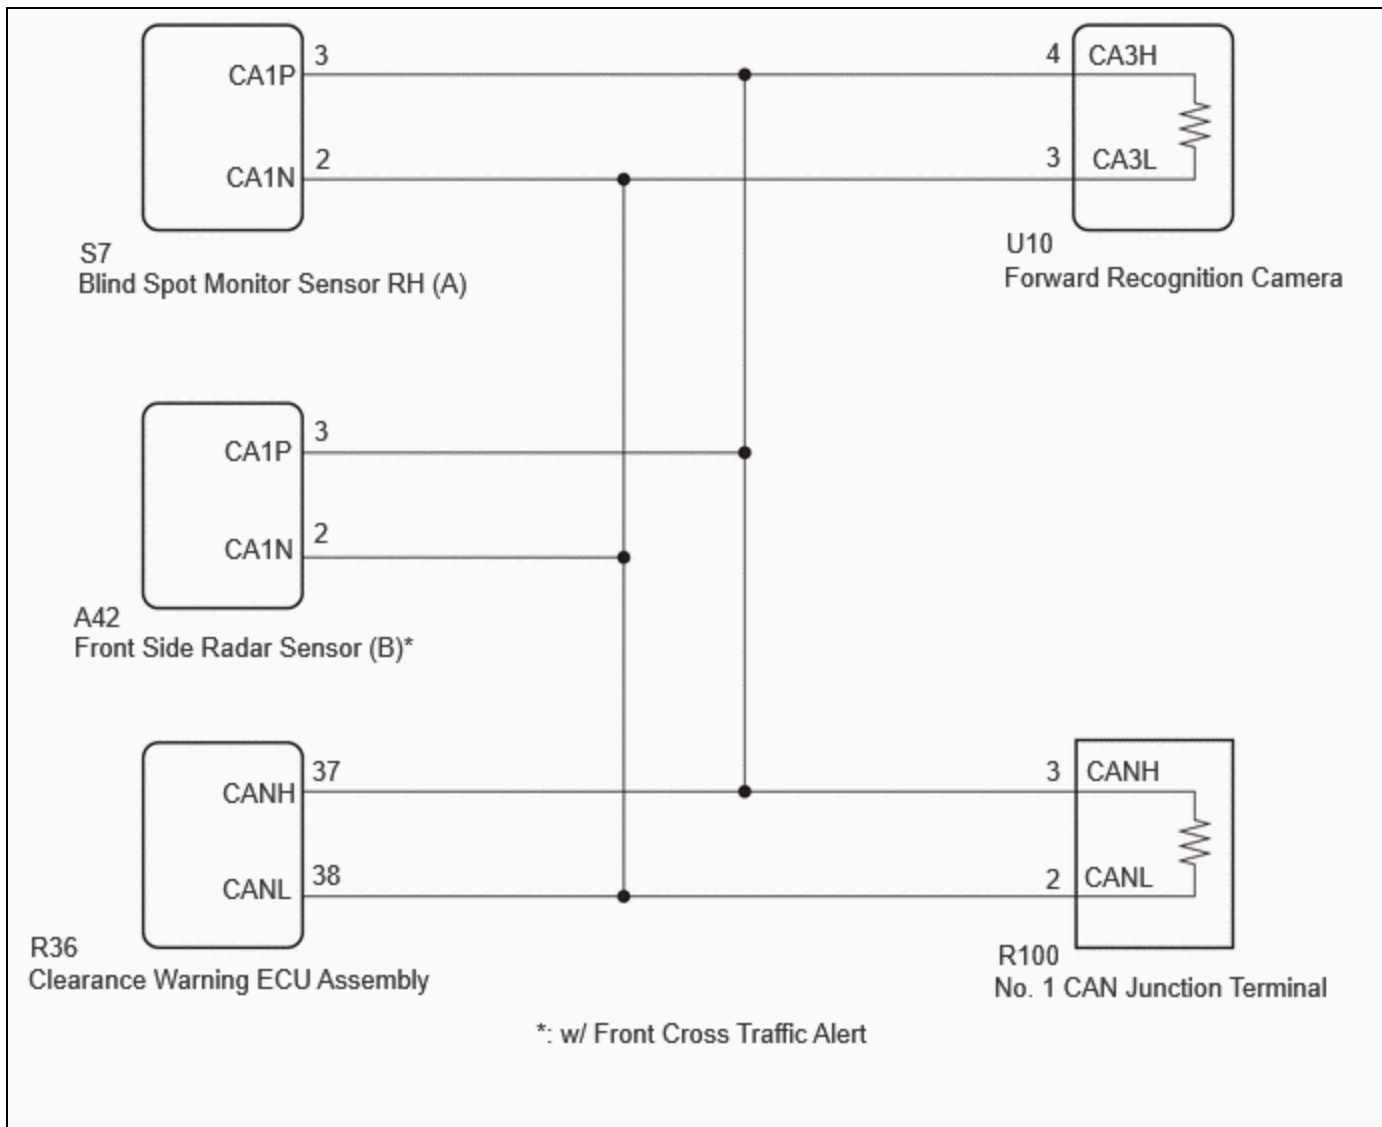 CA1P 3
CA1N 2
S7
Blind Spot Monitor Sensor RH (A)
4 CA3H
3 CA3L
U10
Forward Recognition Camera
CA1P 3
CA1N 2
A42
Front Side Radar Sensor (B)*
CANH 37
CANL 38
R36
Clearance Warning ECU Assembly
3 CANH
2 CANL
R100
No. 1 CAN Junction Terminal
*: w/ Front Cross Traffic Alert